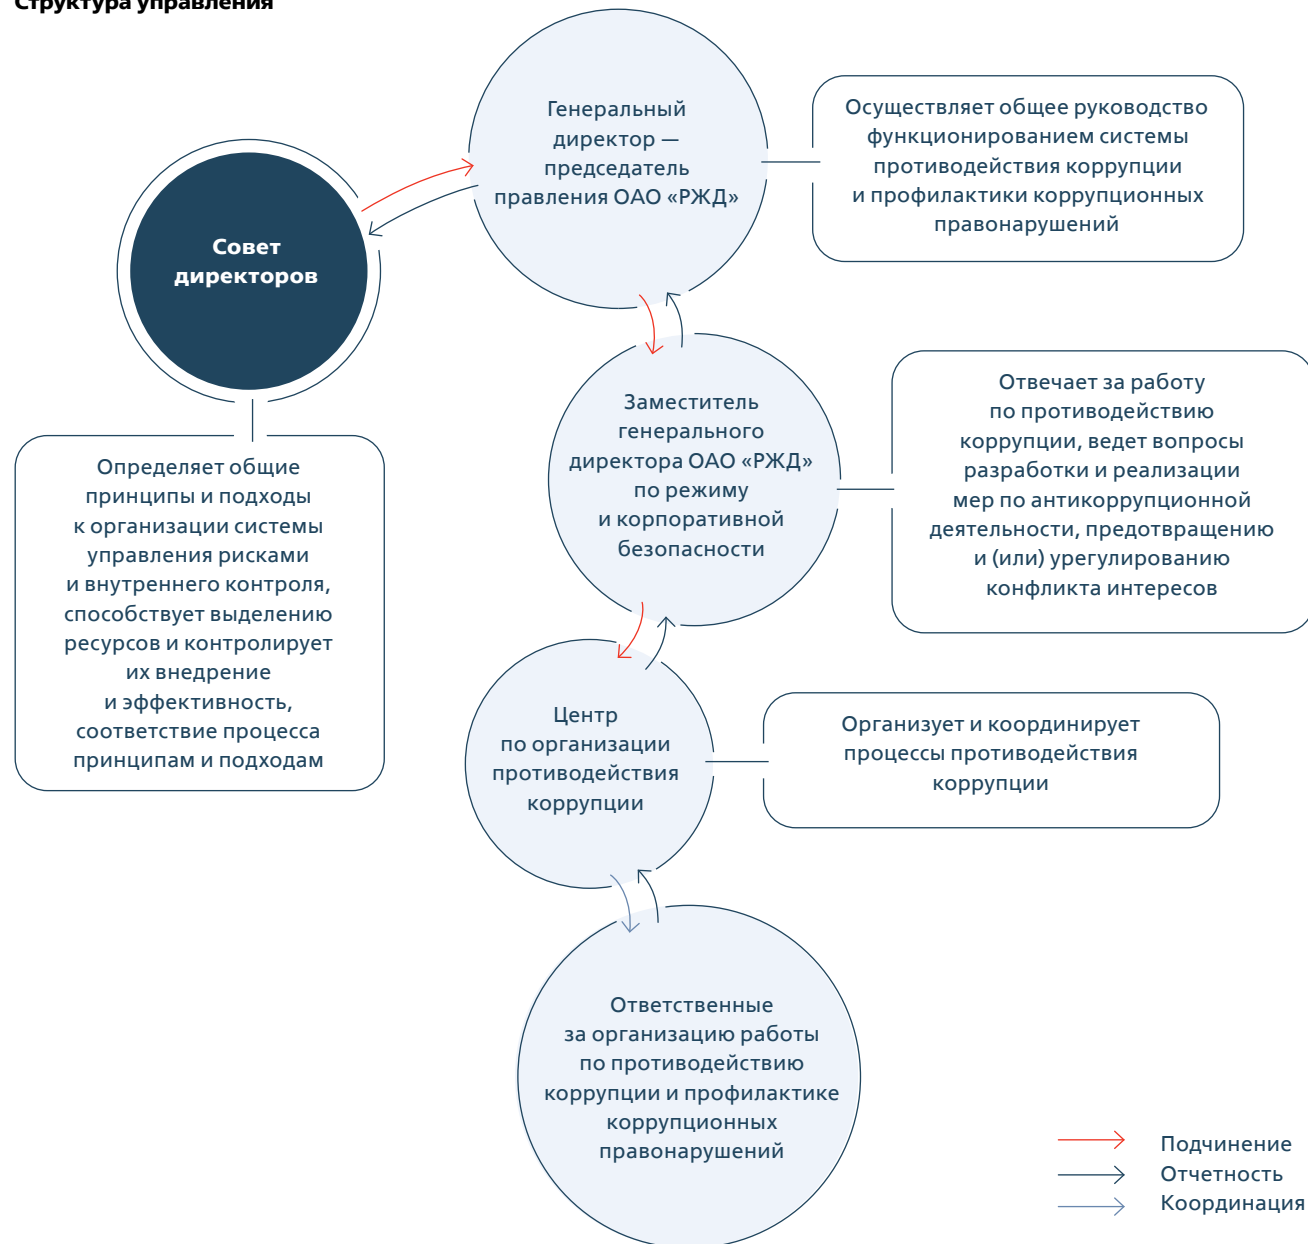 Структура управления
Генеральный
директор —
председатель
правления ОАО «РЖД»
Осуществляет общее руководство
функционированием системы
противодействия коррупции
и профилактики коррупционных
правонарушений
Совет
директоров
Определяет общие
принципы и подходы
к организации системы
управления рисками
и внутреннего контроля,
способствует выделению
ресурсов и контролирует
их внедрение
и эффективность,
соответствие процесса
принципам и подходам
Заместитель
генерального
директора ОАО «РЖД»
по режиму
и корпоративной
безопасности
Отвечает за работу
по противодействию
коррупции, ведет вопросы
разработки и реализации
мер по антикоррупционной
деятельности, предотвращению
и (или) урегулированию
конфликта интересов
Центр
по организации
противодействия
коррупции
Организует и координирует
процессы противодействия
коррупции
Ответственные
за организацию работы
по противодействию
коррупции и профилактике
коррупционных
правонарушений
Подчинение
Отчетность
Координация